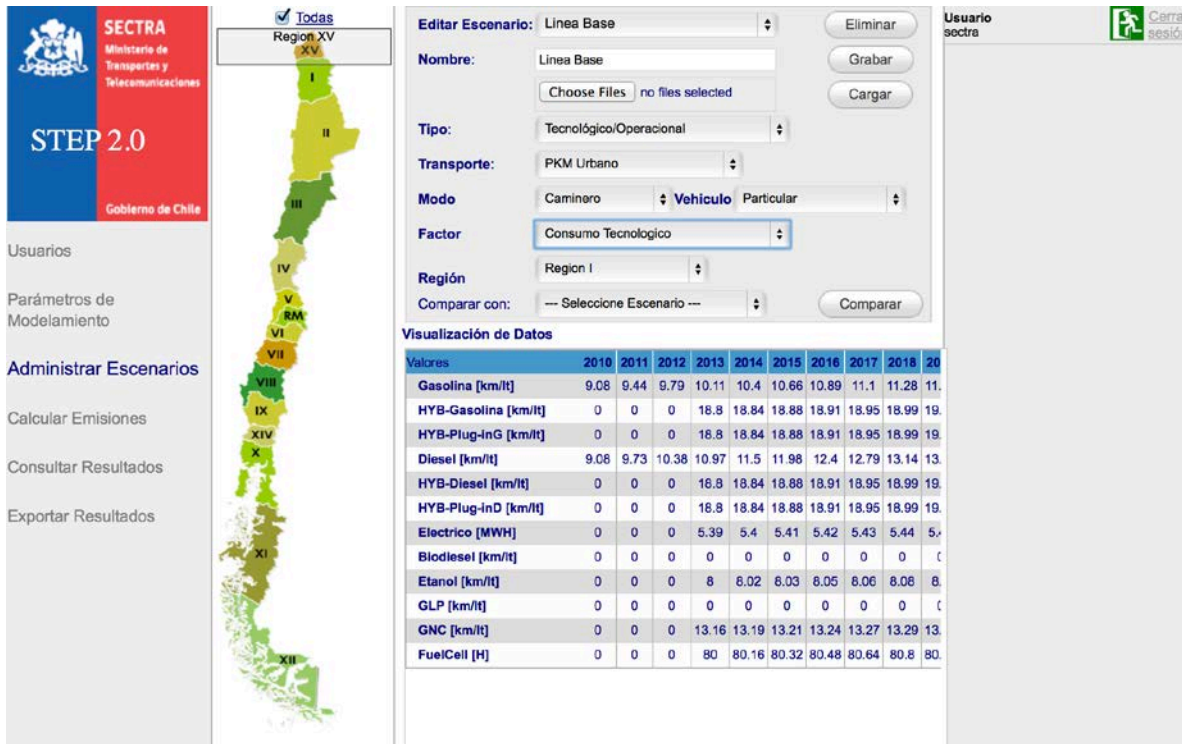 SECTRA
Ministerio de
Transportes y
Telecomunicaciones
STEP 2.0
Gobierno de Chile
Usuarios
Parámetros de
Modelamiento
Administrar Escenarios
Calcular Emisiones
Consultar Resultados
Exportar Resultados
Todas
Region XV
XV
I
II
III
IV
V
RM
VI
VII
VIII
IX
XIV
X
XI
XII
Editar Escenario: Linea Base Eliminar
Nombre: Linea Base Grabar
Choose Files no files selected Cargar
Tipo: Tecnológico/Operacional
Transporte: PKM Urbano
Modo Caminero Vehiculo Particular
Factor Consumo Tecnologico
Región Region I
Comparar con: --- Seleccione Escenario --- Comparar
Visualización de Datos
Valores 2010 2011 2012 2013 2014 2015 2016 2017 2018 20
Gasolina [km/lt] 9.08 9.44 9.79 10.11 10.4 10.66 10.89 11.1 11.28 11.
HYB-Gasolina [km/lt] 0 0 0 18.8 18.84 18.88 18.91 18.95 18.99 19.
HYB-Plug-inG [km/lt] 0 0 0 18.8 18.84 18.88 18.91 18.95 18.99 19.
Diesel [km/lt] 9.08 9.73 10.38 10.97 11.5 11.98 12.4 12.79 13.14 13.
HYB-Diesel [km/lt] 0 0 0 18.8 18.84 18.88 18.91 18.95 18.99 19.
HYB-Plug-inD [km/lt] 0 0 0 18.8 18.84 18.88 18.91 18.95 18.99 19.
Electrico [MWH] 0 0 0 5.39 5.4 5.41 5.42 5.43 5.44 5.
Biodiesel [km/lt] 0 0 0 0 0 0 0 0 0
Etanol [km/lt] 0 0 0 8 8.02 8.03 8.05 8.06 8.08 8.
GLP [km/lt] 0 0 0 0 0 0 0 0 0
GNC [km/lt] 0 0 0 13.16 13.19 13.21 13.24 13.27 13.29 13.
FuelCell [H] 0 0 0 80 80.16 80.32 80.48 80.64 80.8 80.
Usuario
sectra
Cerra
sesió